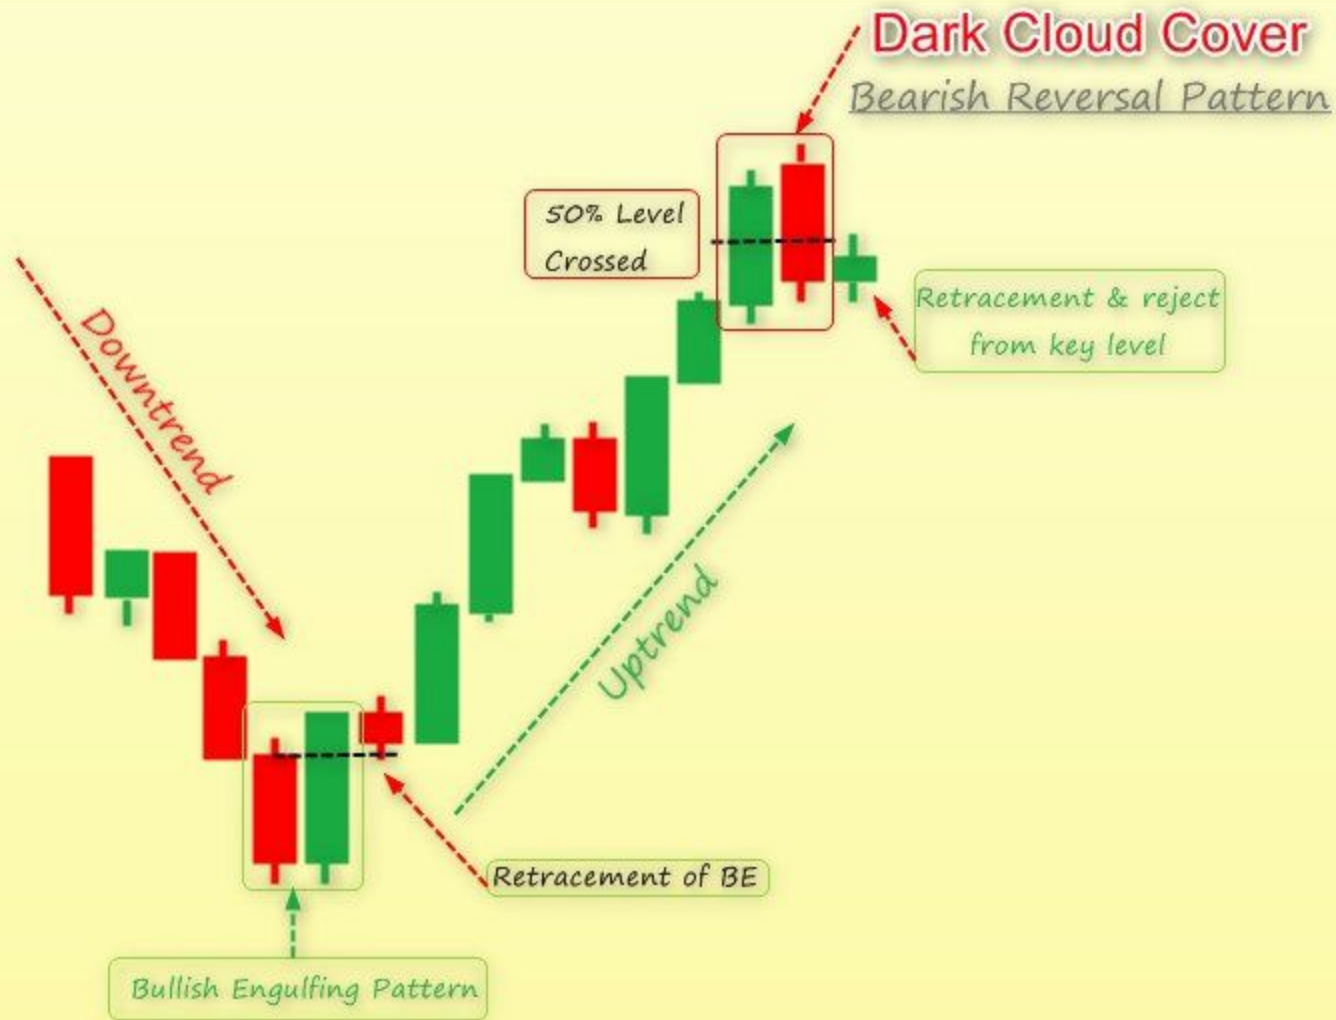 Dark Cloud Cover
Bearish Reversal Pattern
50% Level
Crossed
Retracement & reject
from key level
Downtrend
Uptrend
Retracement of BE
Bullish Engulfing Pattern